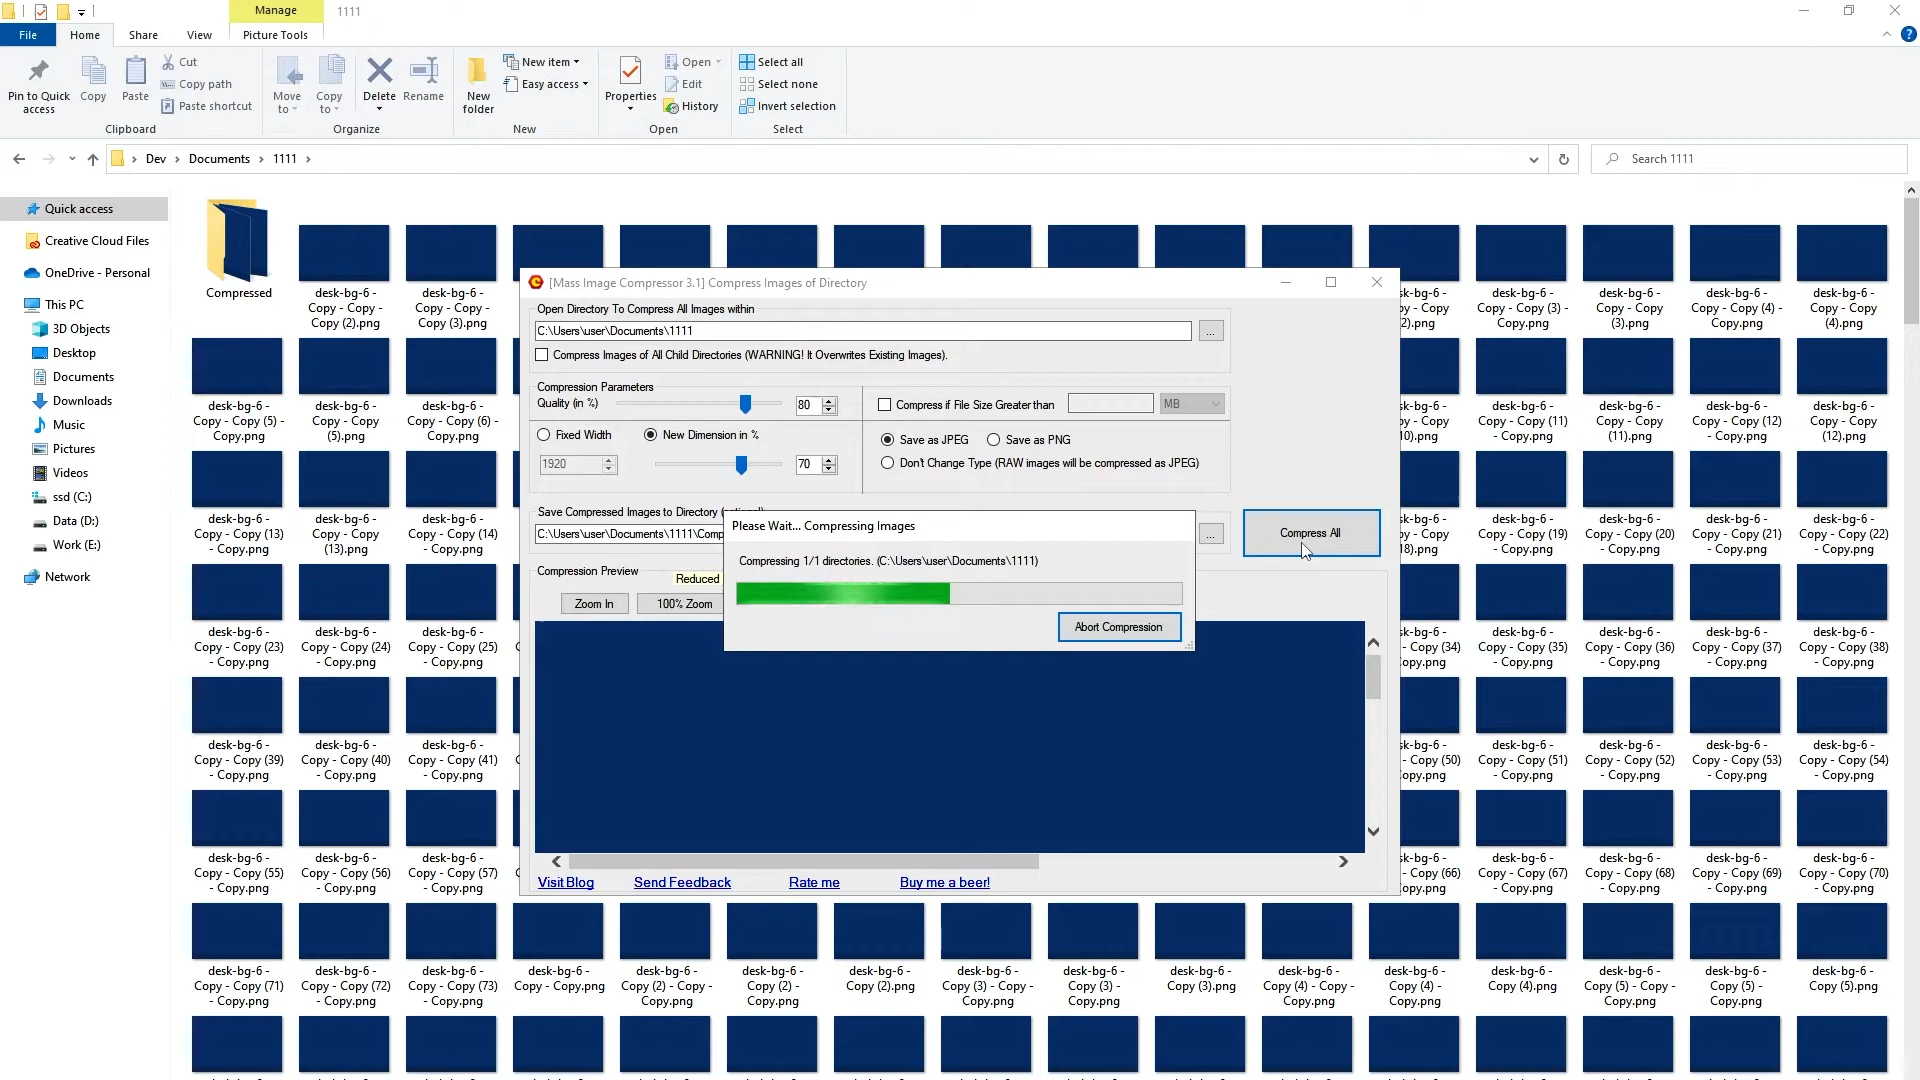 Manage
1111
File
Home
Share
View
Picture Tools
Pin to Quick
access
Copy
Paste
Cut
Copy path
Paste shortcut
Clipboard
Move
to
Copy
to
Delete
Rename
Organize
New
folder
New item
Easy access
New
Properties
Open
Edit
History
Open
Select all
Select none
Invert selection
Select
Dev
Documents
1111
Search 1111
Quick access
Creative Cloud Files
OneDrive - Personal
This PC
3D Objects
Desktop
Documents
Downloads
Music
Pictures
Videos
ssd (C:)
Data (D:)
Work (E:)
Network
[Mass Image Compressor 3.1] Compress Images of Directory
Open Directory To Compress All Images within
C:\Users\user\Documents\1111
...
Compress Images of All Child Directories (WARNING! It Overwrites Existing Images).
Compression Parameters
Quality (in %)
80
Compress if File Size Greater than
MB
Fixed Width
New Dimension in %
1920
70
Save as JPEG
Save as PNG
Don't Change Type (RAW images will be compressed as JPEG)
Save Compressed Images to Directory (
C:\Users\user\Documents\1111\Comp
...
Compress All
Please Wait... Compressing Images
Compressing 1/1 directories. (C:\Users\user\Documents\1111)
Abort Compression
Compression Preview
Reduced
Zoom In
100% Zoom
Visit Blog
Send Feedback
Rate me
Buy me a beer!
Compressed
desk-bg-6 -
Copy - Copy
Copy (2).png
desk-bg-6 -
Copy - Copy
Copy (3).png
sk-bg-6 -
- Copy
2).png
desk-bg-6 -
Copy (3) -
Copy.png
desk-bg-6 -
Copy - Copy
(3).png
desk-bg-6 -
Copy (4) -
Copy.png
desk-bg-6 -
Copy - Copy
(4).png
desk-bg-6 -
Copy (5) -
Copy.png
desk-bg-6 -
Copy - Copy
(5).png
desk-bg-6 -
Copy - (6) -
Copy.png
sk-bg-6 -
- Copy
10).png
desk-bg-6 -
Copy - (11)
- Copy.png
desk-bg-6 -
Copy - Copy
(11).png
desk-bg-6 -
Copy - (12)
- Copy.png
desk-bg-6 -
Copy - Copy
(12).png
desk-bg-6 -
Copy - (13)
- Copy.png
desk-bg-6 -
Copy - Copy
(13).png
desk-bg-6 -
Copy - (14)
- Copy.png
sk-bg-6 -
- Copy
18).png
desk-bg-6 -
Copy - (19)
- Copy.png
desk-bg-6 -
Copy - (20)
- Copy.png
desk-bg-6 -
Copy - (21)
- Copy.png
desk-bg-6 -
Copy - (22)
- Copy.png
desk-bg-6 -
Copy - (23)
- Copy.png
desk-bg-6 -
Copy - (24)
- Copy.png
desk-bg-6 -
Copy - (25)
- Copy.png
sk-bg-6 -
- Copy (34)
opy.png
desk-bg-6 -
Copy - (35)
- Copy.png
desk-bg-6 -
Copy - (36)
- Copy.png
desk-bg-6 -
Copy - (37)
- Copy.png
desk-bg-6 -
Copy - (38)
- Copy.png
desk-bg-6 -
Copy - Copy (39)
- Copy.png
desk-bg-6 -
Copy - Copy (40)
- Copy.png
desk-bg-6 -
Copy - Copy (41)
- Copy.png
sk-bg-6 -
- Copy (50)
opy.png
desk-bg-6 -
Copy - (51)
- Copy.png
desk-bg-6 -
Copy - (52)
- Copy.png
desk-bg-6 -
Copy - (53)
- Copy.png
desk-bg-6 -
Copy - (54)
- Copy.png
desk-bg-6 -
Copy - (55)
- Copy.png
desk-bg-6 -
Copy - (56)
- Copy.png
desk-bg-6 -
Copy - (57)
- Copy.png
sk-bg-6 -
- Copy (66)
opy.png
desk-bg-6 -
Copy - (67)
- Copy.png
desk-bg-6 -
Copy - (68)
- Copy.png
desk-bg-6 -
Copy - (69)
- Copy.png
desk-bg-6 -
Copy - (70)
- Copy.png
desk-bg-6 -
Copy (71)
- Copy.png
desk-bg-6 -
Copy (72)
- Copy.png
desk-bg-6 -
Copy (73)
- Copy.png
desk-bg-6 -
Copy - Copy.png
desk-bg-6 -
Copy (2) - Copy -
Copy.png
desk-bg-6 -
Copy (2) -
Copy.png
desk-bg-6 -
Copy (2).png
desk-bg-6 -
Copy (3) - Copy -
Copy.png
desk-bg-6 -
Copy (3) -
Copy.png
desk-bg-6 -
Copy (3).png
desk-bg-6 -
Copy (4) - Copy -
Copy.png
desk-bg-6 -
Copy (4) -
Copy.png
desk-bg-6 -
Copy (4).png
desk-bg-6 -
Copy (5) - Copy -
Copy.png
desk-bg-6 -
Copy (5) -
Copy.png
desk-bg-6 -
Copy (5).png